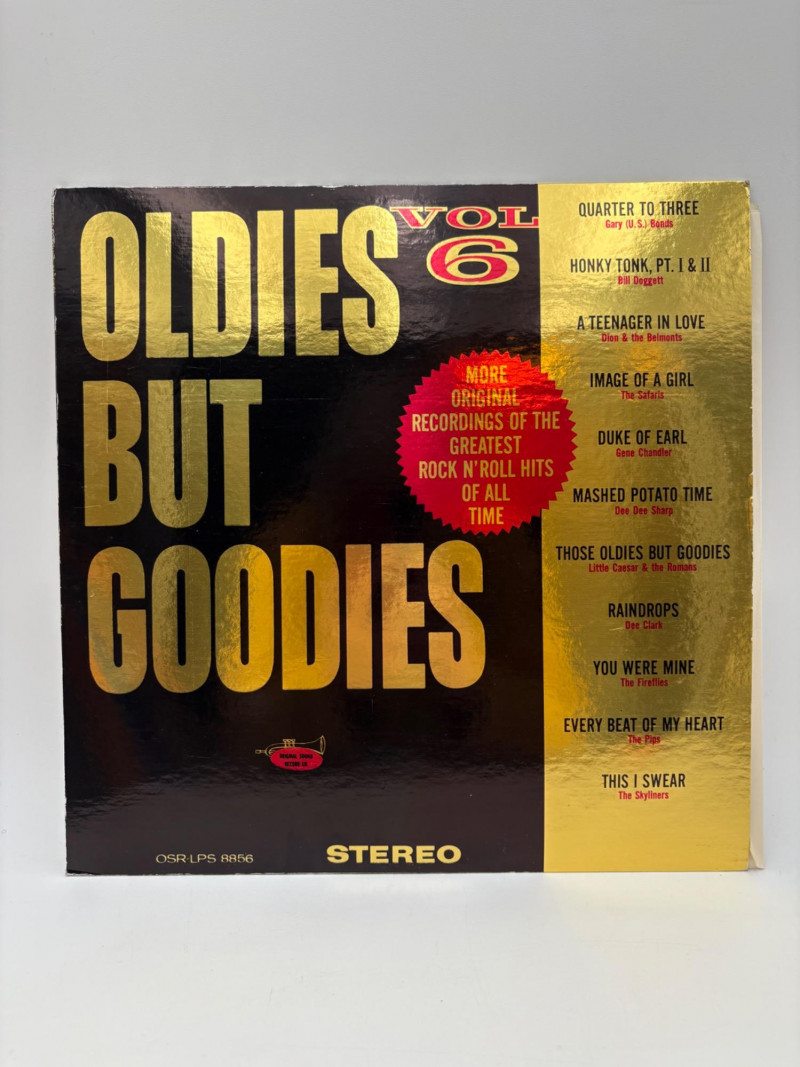 OLDIES
BUT
GOODIES
VOL
6
MORE
ORIGINAL
RECORDINGS OF THE
GREATEST
ROCK N'ROLL HITS
OF ALL
TIME
QUARTER TO THREE
Gary (U.S.) Bonds
HONKY TONK, PT. I & II
Bill Doggett
A TEENAGER IN LOVE
Dion & the Belmonts
IMAGE OF A GIRL
The Safaris
DUKE OF EARL
Gene Chandler
MASHED POTATO TIME
Dee Dee Sharp
THOSE OLDIES BUT GOODIES
Little Caesar & the Romans
RAINDROPS
Dee Clark
YOU WERE MINE
The Fireflies
EVERY BEAT OF MY HEART
The Pips
THIS I SWEAR
The Skyliners
ORIGINAL SOUND
RECORD CO.
OSR-LPS 8856
STEREO